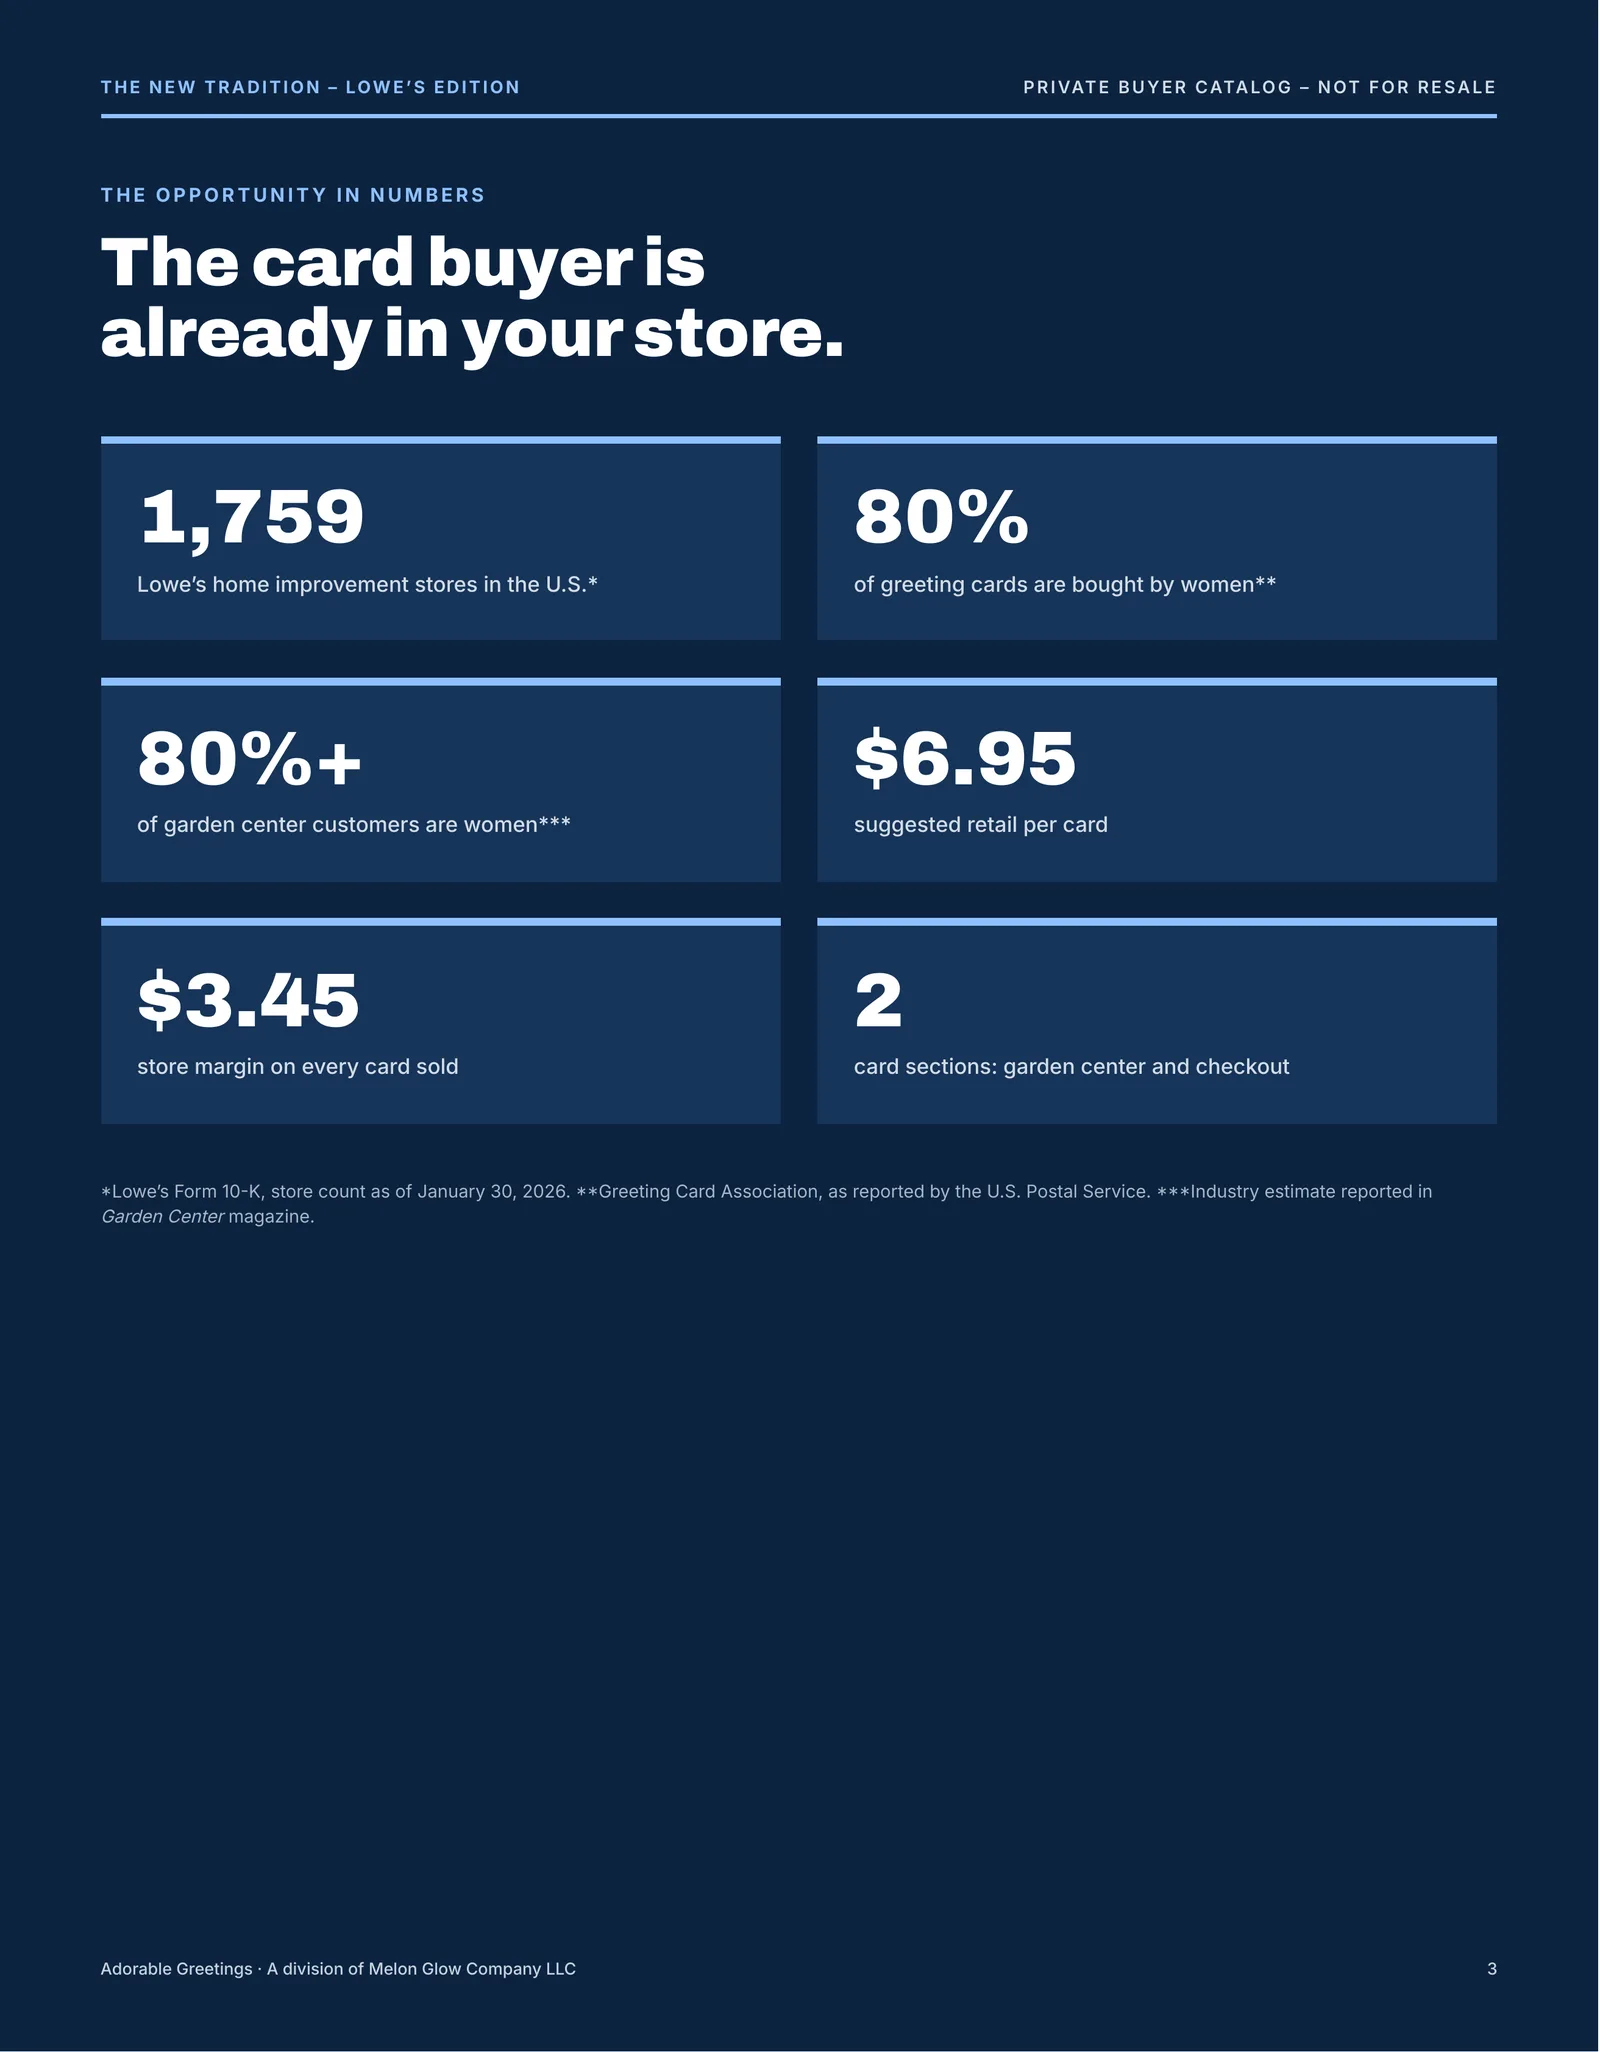 THE NEW TRADITION – LOWE’S EDITION
PRIVATE BUYER CATALOG – NOT FOR RESALE
THE OPPORTUNITY IN NUMBERS
The card buyer is
already in your store.
1,759
Lowe’s home improvement stores in the U.S.*
80%
of greeting cards are bought by women**
80%+
of garden center customers are women***
$6.95
suggested retail per card
$3.45
store margin on every card sold
2
card sections: garden center and checkout
*Lowe’s Form 10-K, store count as of January 30, 2026. **Greeting Card Association, as reported by the U.S. Postal Service. ***Industry estimate reported in
Garden Center magazine.
Adorable Greetings · A division of Melon Glow Company LLC
3